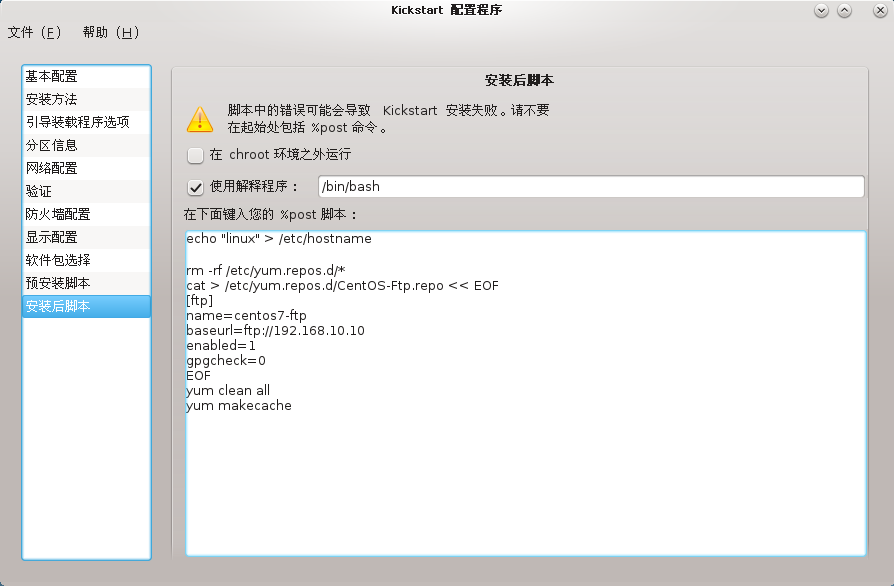 Kickstart 配置程序
文件 (F) 帮助 (H)
基本配置
安装方法
引导装载程序选项
分区信息
网络配置
验证
防火墙配置
显示配置
软件包选择
预安装脚本
安装后脚本
安装后脚本
脚本中的错误可能会导致 Kickstart 安装失败。请不要
在起始处包括 %post 命令。
在 chroot 环境之外运行
使用解释程序： /bin/bash
在下面键入您的 %post 脚本：
echo "linux" > /etc/hostname
rm -rf /etc/yum.repos.d/*
cat > /etc/yum.repos.d/CentOS-Ftp.repo << EOF
[ftp]
name=centos7-ftp
baseurl=ftp://192.168.10.10
enabled=1
gpgcheck=0
EOF
yum clean all
yum makecache